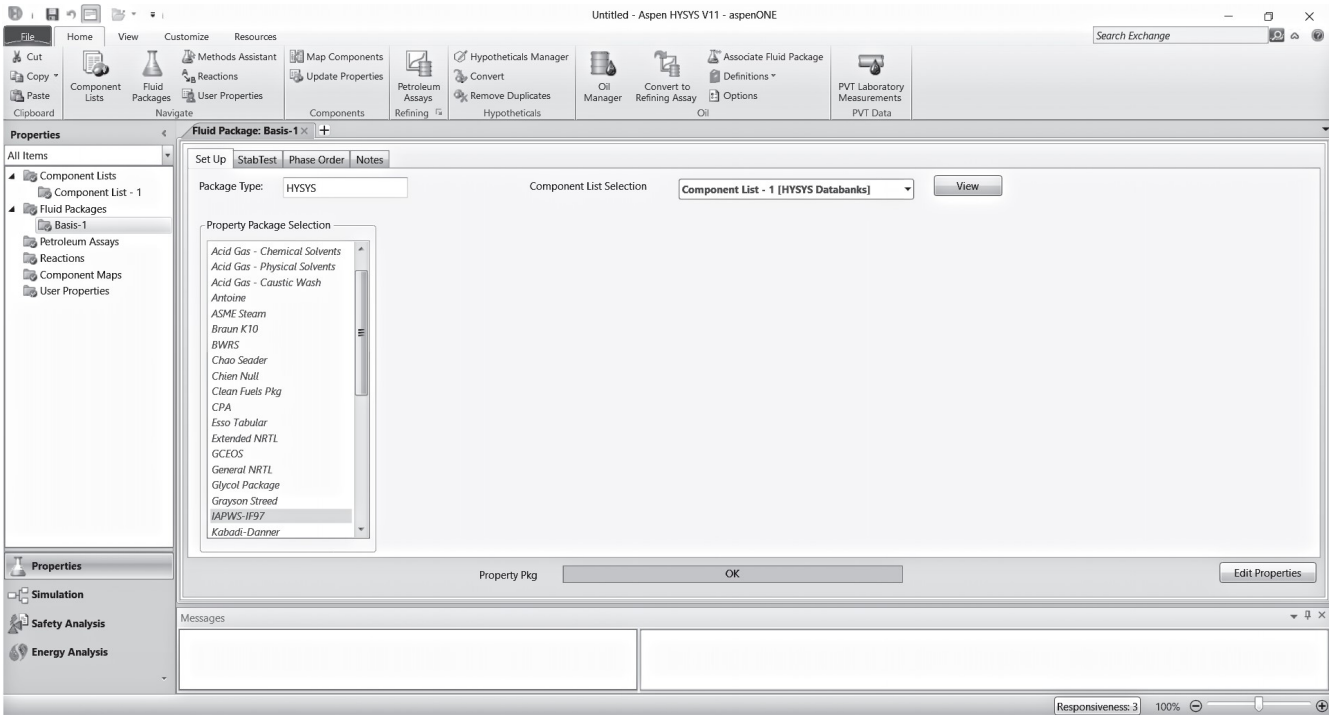 Untitled - Aspen HYSYS V11 - aspenONE
File Home View Customize Resources
Search Exchange
Cut
Copy
Paste
Clipboard
Component Lists
Fluid Packages
Methods Assistant
Reactions
User Properties
Navigate
Map Components
Update Properties
Components
Petroleum Assays
Refining
Hypotheticals Manager
Convert
Remove Duplicates
Hypotheticals
Oil Manager
Convert to Refining Assay
Associate Fluid Package
Definitions
Options
Oil
PVT Laboratory Measurements
PVT Data
Properties
All Items
Component Lists
Component List - 1
Fluid Packages
Basis-1
Petroleum Assays
Reactions
Component Maps
User Properties
Properties
Simulation
Safety Analysis
Energy Analysis
Fluid Package: Basis-1
Set Up StabTest Phase Order Notes
Package Type: HYSYS Component List Selection Component List - 1 [HYSYS Databanks] View
Property Package Selection
Acid Gas - Chemical Solvents
Acid Gas - Physical Solvents
Acid Gas - Caustic Wash
Antoine
ASME Steam
Braun K10
BWRS
Chao Seader
Chien Null
Clean Fuels Pkg
CPA
Esso Tabular
Extended NRTL
GCEOS
General NRTL
Glycol Package
Grayson Streed
IAPWS-IF97
Kabadi-Danner
Property Pkg OK Edit Properties
Messages
Responsiveness: 3 100%